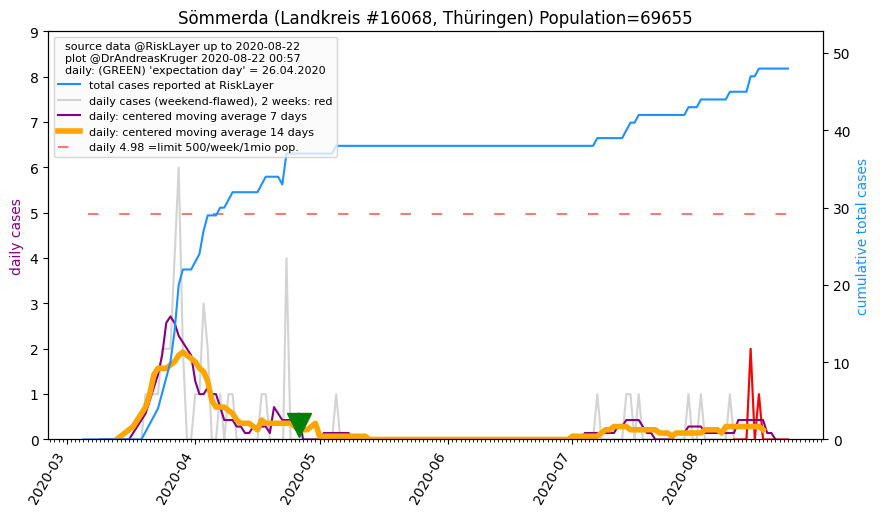 Sömmerda (Landkreis #16068, Thüringen) Population=69655
source data @RiskLayer up to 2020-08-22
plot @DrAndreasKruger 2020-08-22 00:57
daily: (GREEN) 'expectation day' = 26.04.2020
total cases reported at RiskLayer
daily cases (weekend-flawed), 2 weeks: red
daily: centered moving average 7 days
daily: centered moving average 14 days
daily 4.98 =limit 500/week/1mio pop.
daily cases
9
8
7
6
5
4
3
2
1
0
cumulative total cases
50
40
30
20
10
0
2020-03
2020-04
2020-05
2020-06
2020-07
2020-08